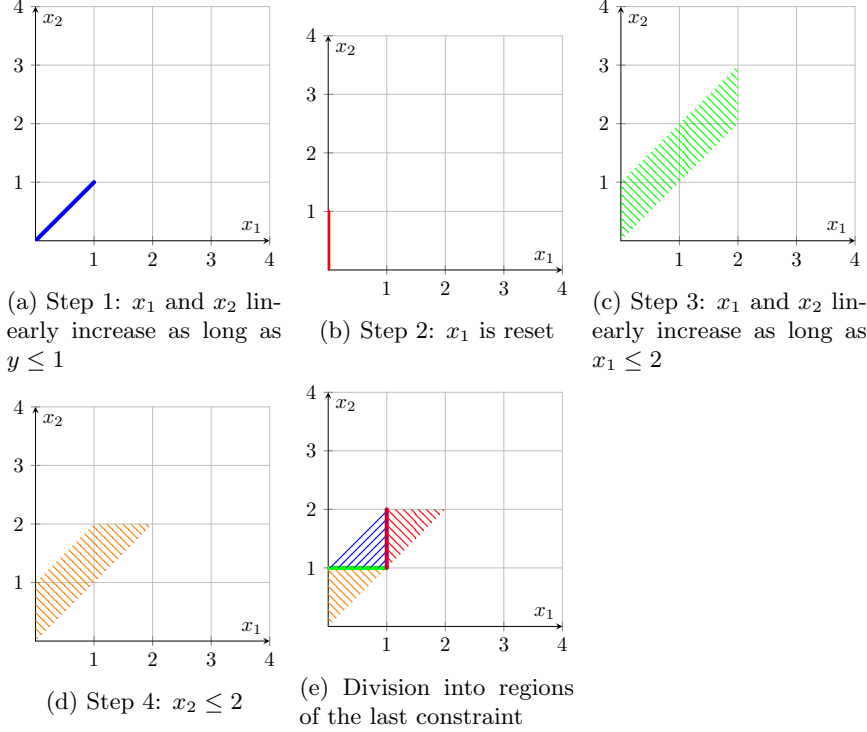 4
x₂
3
2
1
x₁
1 2 3 4
(a) Step 1: x₁ and x₂ lin-
early increase as long as
y ≤ 1
4
x₂
3
2
1
x₁
1 2 3 4
(b) Step 2: x₁ is reset
4
x₂
3
2
1
x₁
1 2 3 4
(c) Step 3: x₁ and x₂ lin-
early increase as long as
x₁ ≤ 2
4
x₂
3
2
1
x₁
1 2 3 4
(d) Step 4: x₂ ≤ 2
4
x₂
3
2
1
x₁
1 2 3 4
(e) Division into regions
of the last constraint